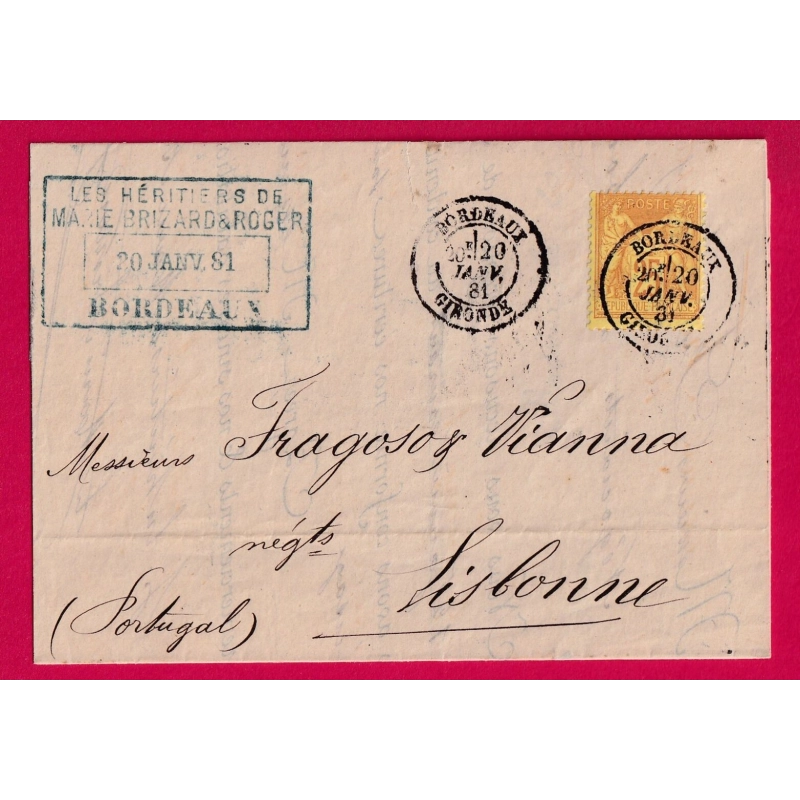 LES HÉRITIERS DE
MARIE BRIZARD & ROGER
20 JANV. 81
BORDEAUX
BORDEAUX
20
JANV.
81
GIRONDE
POSTE
BORDEAUX
20
JANV.
81
Messieurs Fragoso & Vianna
négts
Lisbonne
(Portugal)